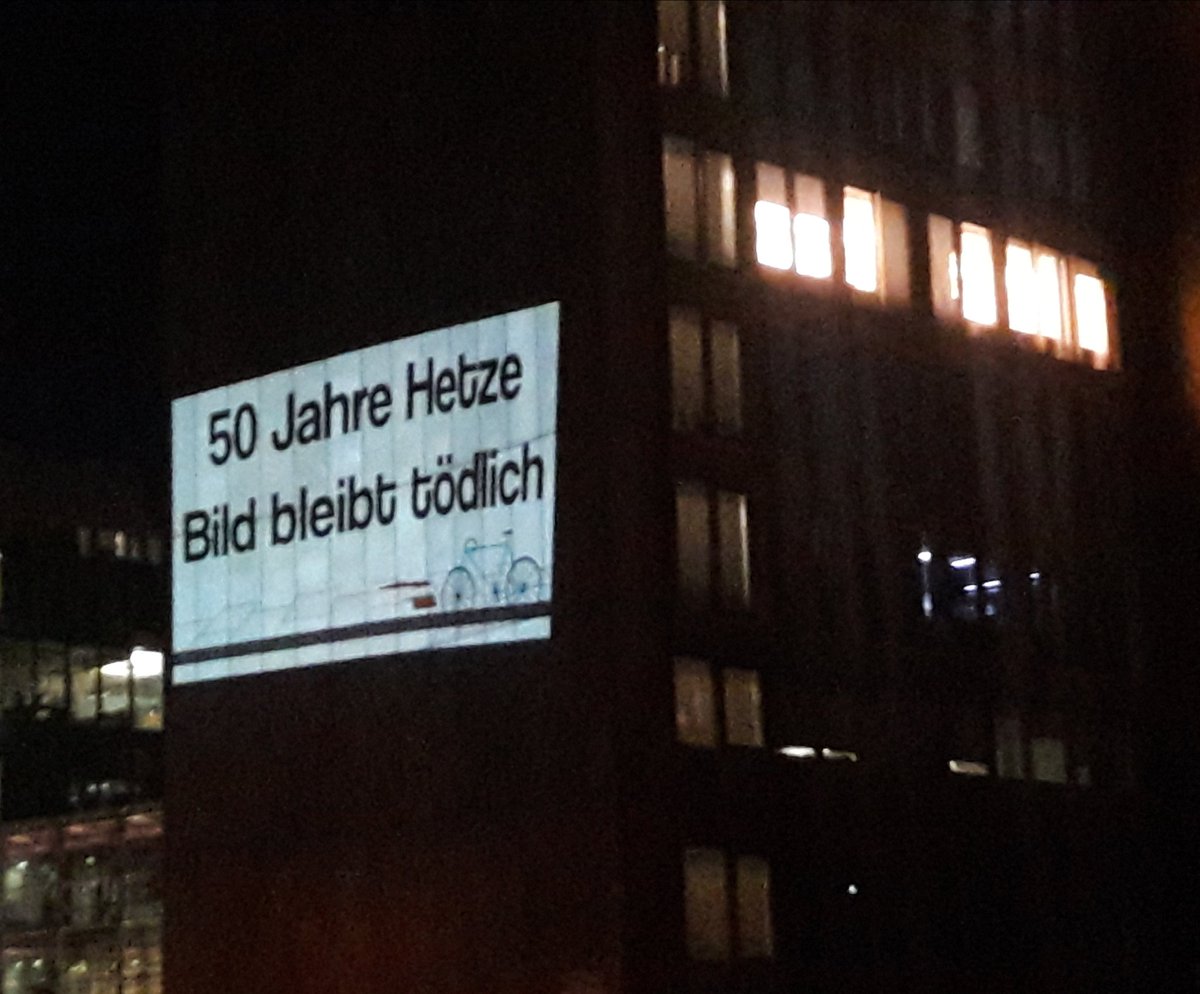 50 Jahre Hetze
Bild bleibt tödlich